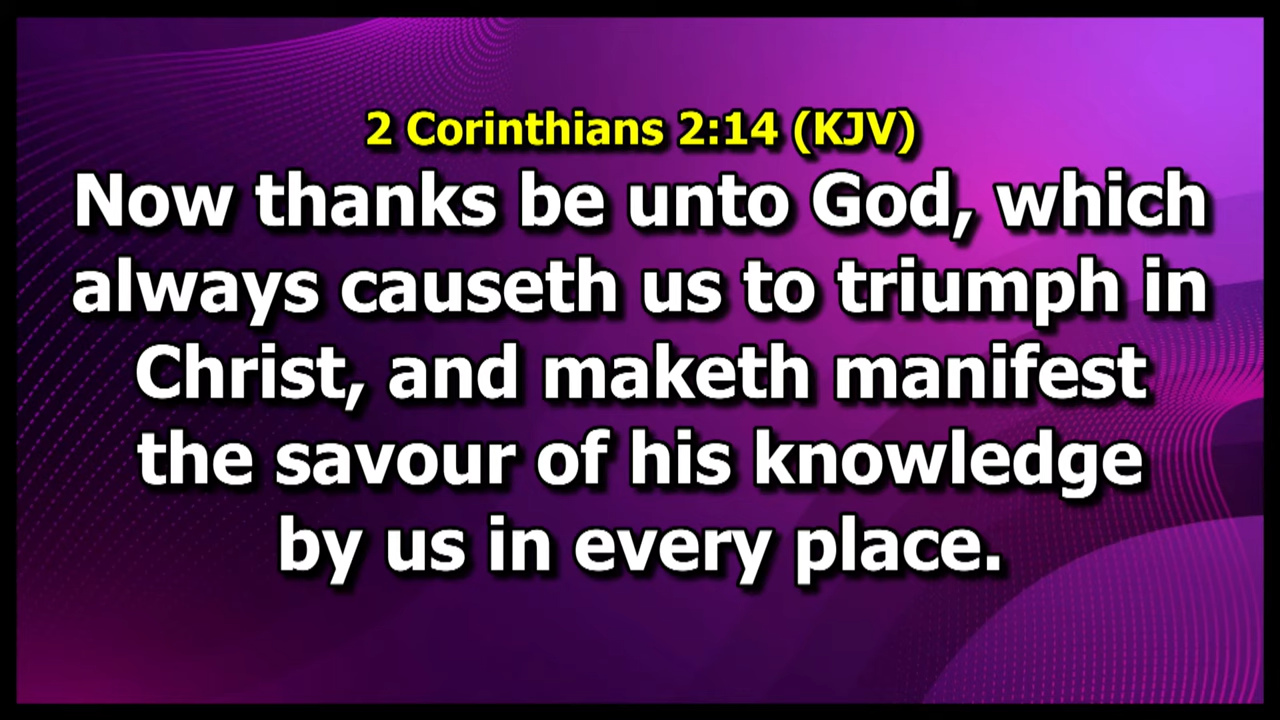 2 Corinthians 2:14 (KJV)
Now thanks be unto God, which
always causeth us to triumph in
Christ, and maketh manifest
the savour of his knowledge
by us in every place.